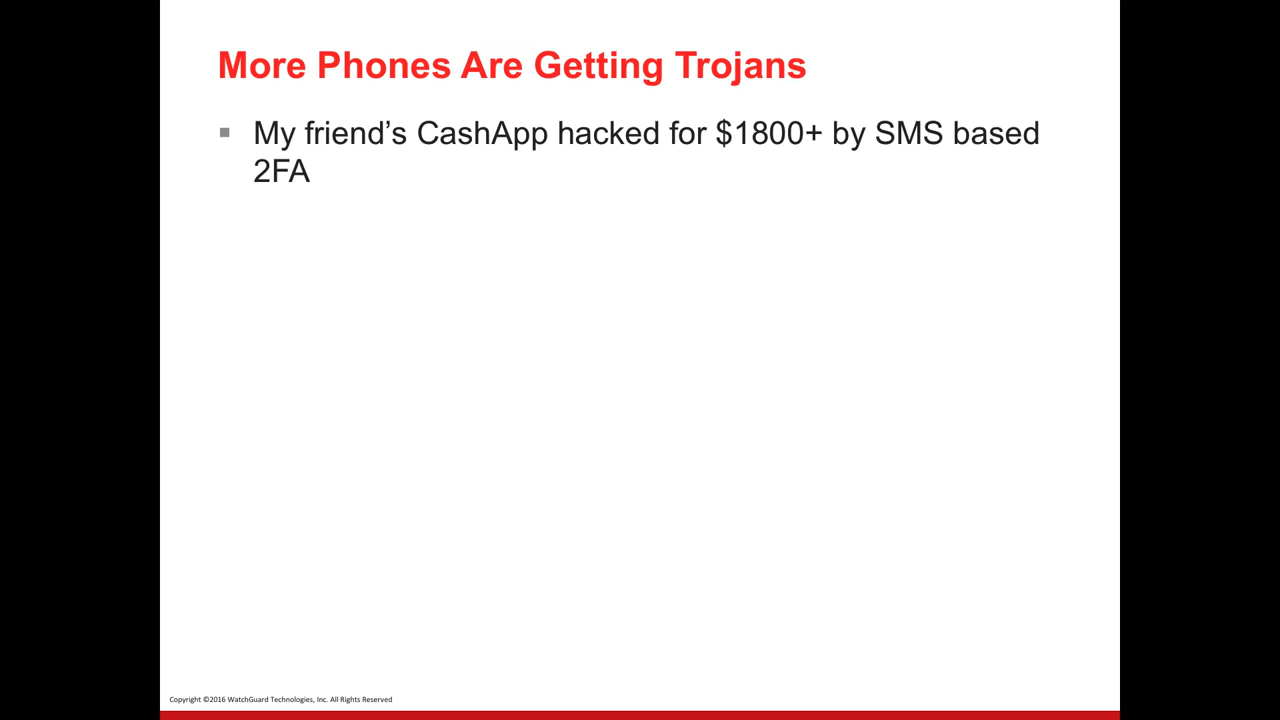 More Phones Are Getting Trojans
▪ My friend’s CashApp hacked for $1800+ by SMS based
2FA
Copyright ©2016 WatchGuard Technologies, Inc. All Rights Reserved